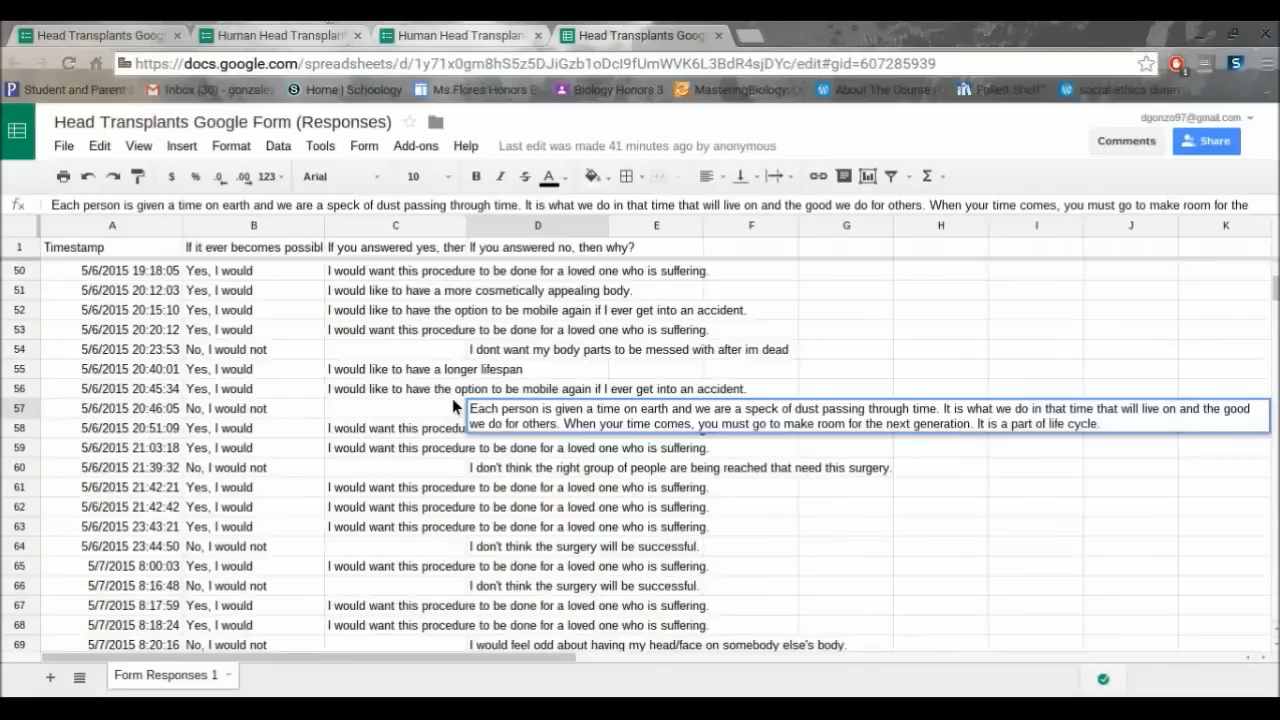 Head Transplants Goog
Human Head Transplan
Human Head Transplan
Head Transplants Goog
https://docs.google.com/spreadsheets/d/1y71x0gm8hS5z5DJiGzb1oDcI9fUmWVK6L3BdR4sjDYc/edit#gid=607285939
Student and Parent
Inbox (30) - gonzale
Home | Schoology
Ms.Flores Honors B
Biology Honors 3
MasteringBiology:
About The Course
Follett Shelf™
social ethics
Head Transplants Google Form (Responses)
dgonzo97@gmail.com
File Edit View Insert Format Data Tools Form Add-ons Help Last edit was made 41 minutes ago by anonymous
Comments
Share
$ % .0 .00 123 Arial 10 B I S A Σ
fx Each person is given a time on earth and we are a speck of dust passing through time. It is what we do in that time that will live on and the good we do for others. When your time comes, you must go to make room for the
A B C D E F G H I J K
1 Timestamp If it ever becomes possibl If you answered yes, then If you answered no, then why?
50 5/6/2015 19:18:05 Yes, I would I would want this procedure to be done for a loved one who is suffering.
51 5/6/2015 20:12:03 Yes, I would I would like to have a more cosmetically appealing body.
52 5/6/2015 20:15:10 Yes, I would I would like to have the option to be mobile again if I ever get into an accident.
53 5/6/2015 20:20:12 Yes, I would I would want this procedure to be done for a loved one who is suffering.
54 5/6/2015 20:23:53 No, I would not I dont want my body parts to be messed with after im dead
55 5/6/2015 20:40:01 Yes, I would I would like to have a longer lifespan
56 5/6/2015 20:45:34 Yes, I would I would like to have the option to be mobile again if I ever get into an accident.
57 5/6/2015 20:46:05 No, I would not Each person is given a time on earth and we are a speck of dust passing through time. It is what we do in that time that will live on and the good
we do for others. When your time comes, you must go to make room for the next generation. It is a part of life cycle.
58 5/6/2015 20:51:09 Yes, I would I would want this procedu
59 5/6/2015 21:03:18 Yes, I would I would want this procedure to be done for a loved one who is suffering.
60 5/6/2015 21:39:32 No, I would not I don't think the right group of people are being reached that need this surgery.
61 5/6/2015 21:42:21 Yes, I would I would want this procedure to be done for a loved one who is suffering.
62 5/6/2015 21:42:42 Yes, I would I would want this procedure to be done for a loved one who is suffering.
63 5/6/2015 23:43:21 Yes, I would I would want this procedure to be done for a loved one who is suffering.
64 5/6/2015 23:44:50 No, I would not I don't think the surgery will be successful.
65 5/7/2015 8:00:03 Yes, I would I would want this procedure to be done for a loved one who is suffering.
66 5/7/2015 8:16:48 No, I would not I don't think the surgery will be successful.
67 5/7/2015 8:17:59 Yes, I would I would want this procedure to be done for a loved one who is suffering.
68 5/7/2015 8:18:24 Yes, I would I would want this procedure to be done for a loved one who is suffering.
69 5/7/2015 8:20:16 No, I would not I would feel odd about having my head/face on somebody else's body.
Form Responses 1